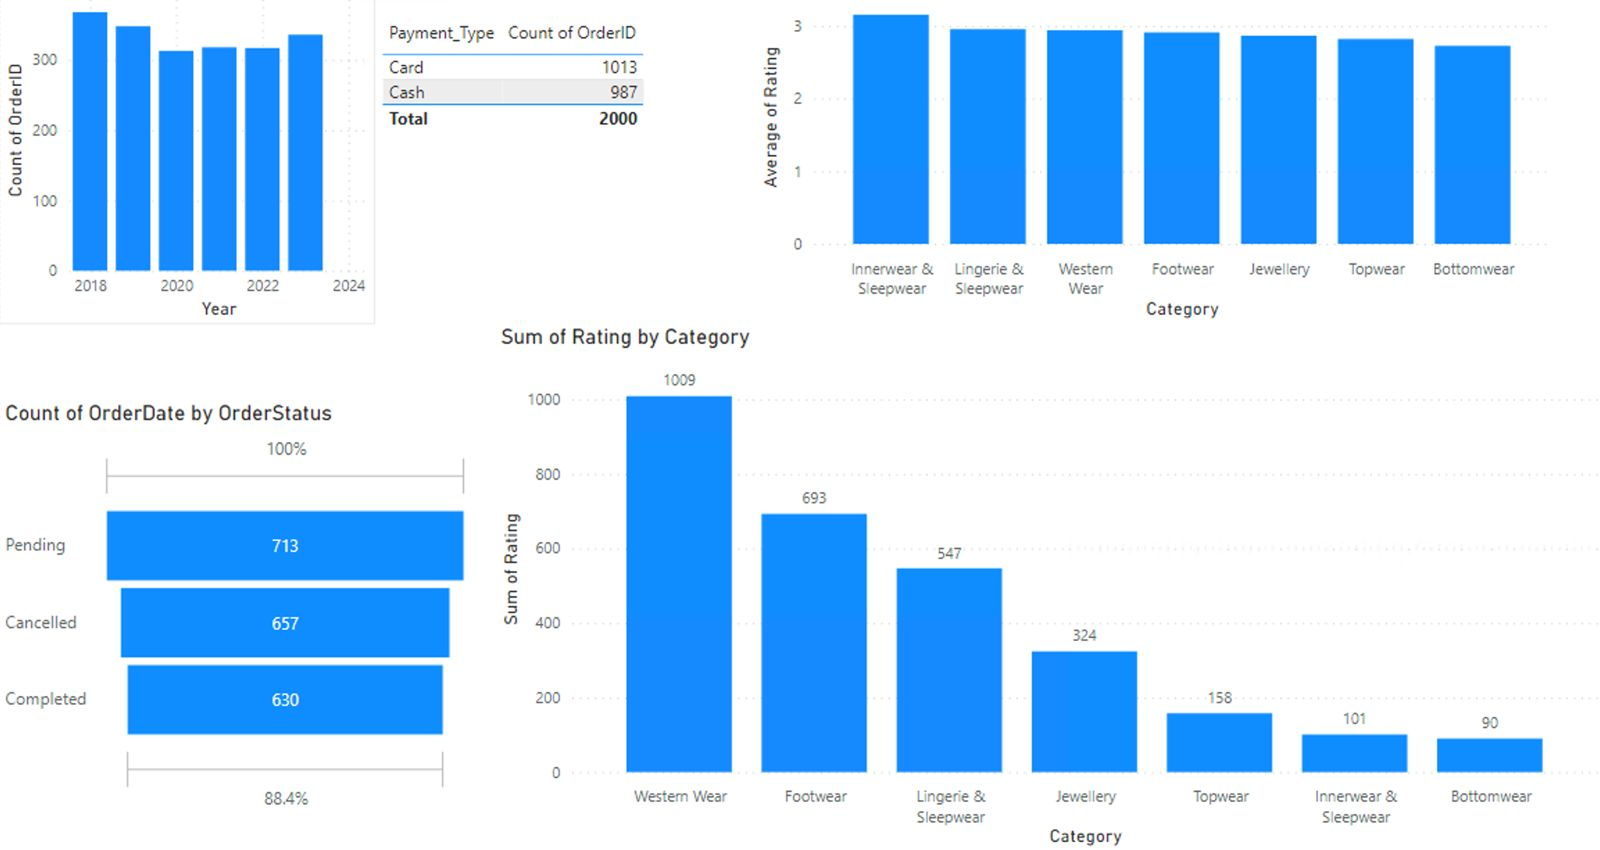 Count of OrderID
300
200
100
0
2018
2020
2022
2024
Year
Payment_Type Count of OrderID
Card 1013
Cash 987
Total 2000
Average of Rating
3
2
1
0
Innerwear &
Sleepwear
Lingerie &
Sleepwear
Western
Wear
Footwear
Jewellery
Topwear
Bottomwear
Category
Count of OrderDate by OrderStatus
100%
Pending 713
Cancelled 657
Completed 630
88.4%
Sum of Rating by Category
Sum of Rating
1000
800
600
400
200
0
1009
693
547
324
158
101
90
Western Wear
Footwear
Lingerie &
Sleepwear
Jewellery
Topwear
Innerwear &
Sleepwear
Bottomwear
Category